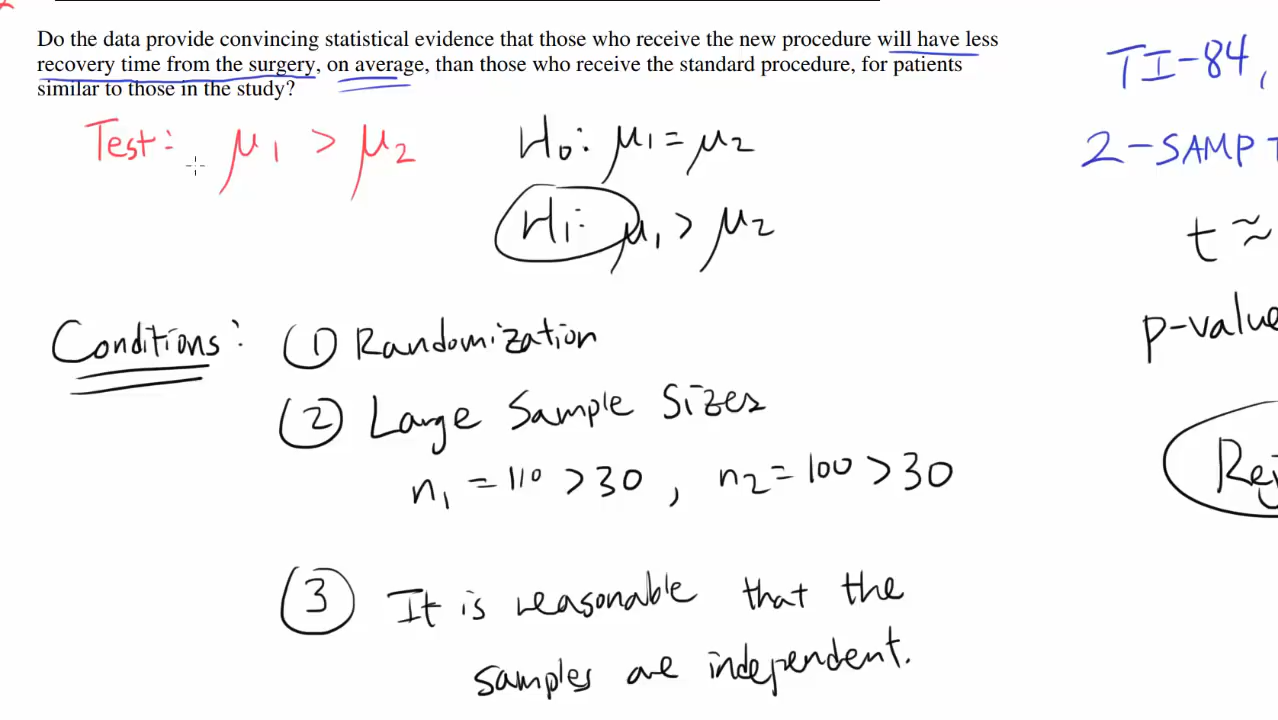 Do the data provide convincing statistical evidence that those who receive the new procedure will have less
recovery time from the surgery, on average, than those who receive the standard procedure, for patients
similar to those in the study?
TI-84,
Test: μ1 > μ2
H0: μ1 = μ2
2-SAMP T
H1: μ1 > μ2
t ≈
Conditions: (1) Randomization
p-value
(2) Large Sample Sizes
n1 = 110 > 30, n2 = 100 > 30
Rej
(3) It is reasonable that the
samples are independent.